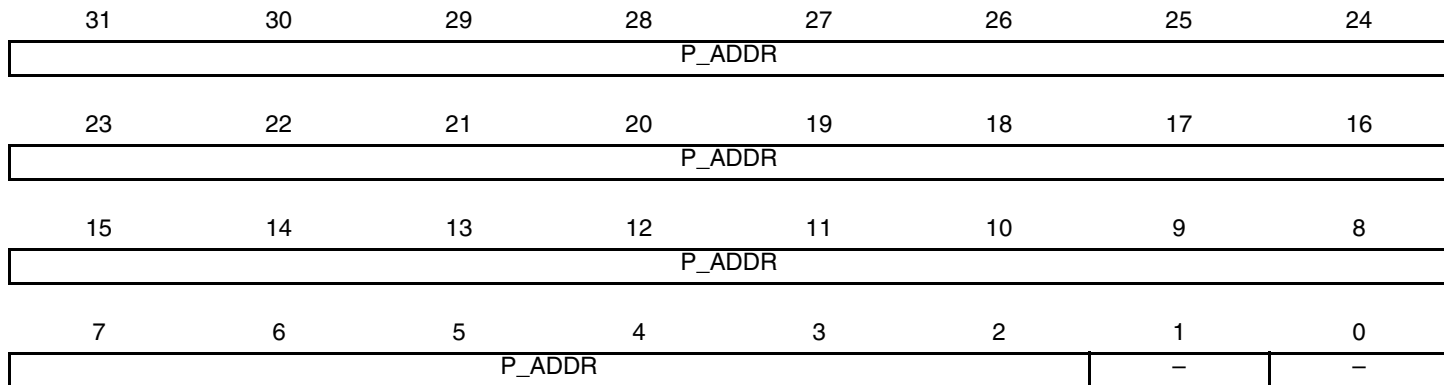 31 30 29 28 27 26 25 24
P_ADDR
23 22 21 20 19 18 17 16
P_ADDR
15 14 13 12 11 10 9 8
P_ADDR
7 6 5 4 3 2 1 0
P_ADDR – –